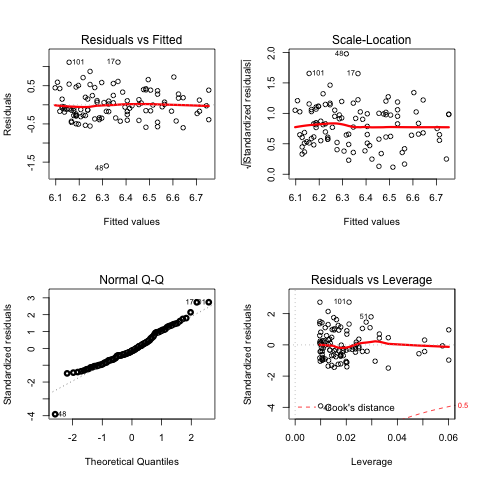 Residuals vs Fitted
Residuals
0.5
-0.5
-1.5
101
17
48
6.1 6.2 6.3 6.4 6.5 6.6 6.7
Fitted values
Scale-Location
√|Standardized residuals|
2.0
1.5
1.0
0.5
0.0
48
101
17
6.1 6.2 6.3 6.4 6.5 6.6 6.7
Fitted values
Normal Q-Q
Standardized residuals
3
2
0
-2
-4
17
48
-2 -1 0 1 2
Theoretical Quantiles
Residuals vs Leverage
Standardized residuals
2
0
-2
-4
101
51
Cook's distance
0.5
0.00 0.02 0.04 0.06
Leverage